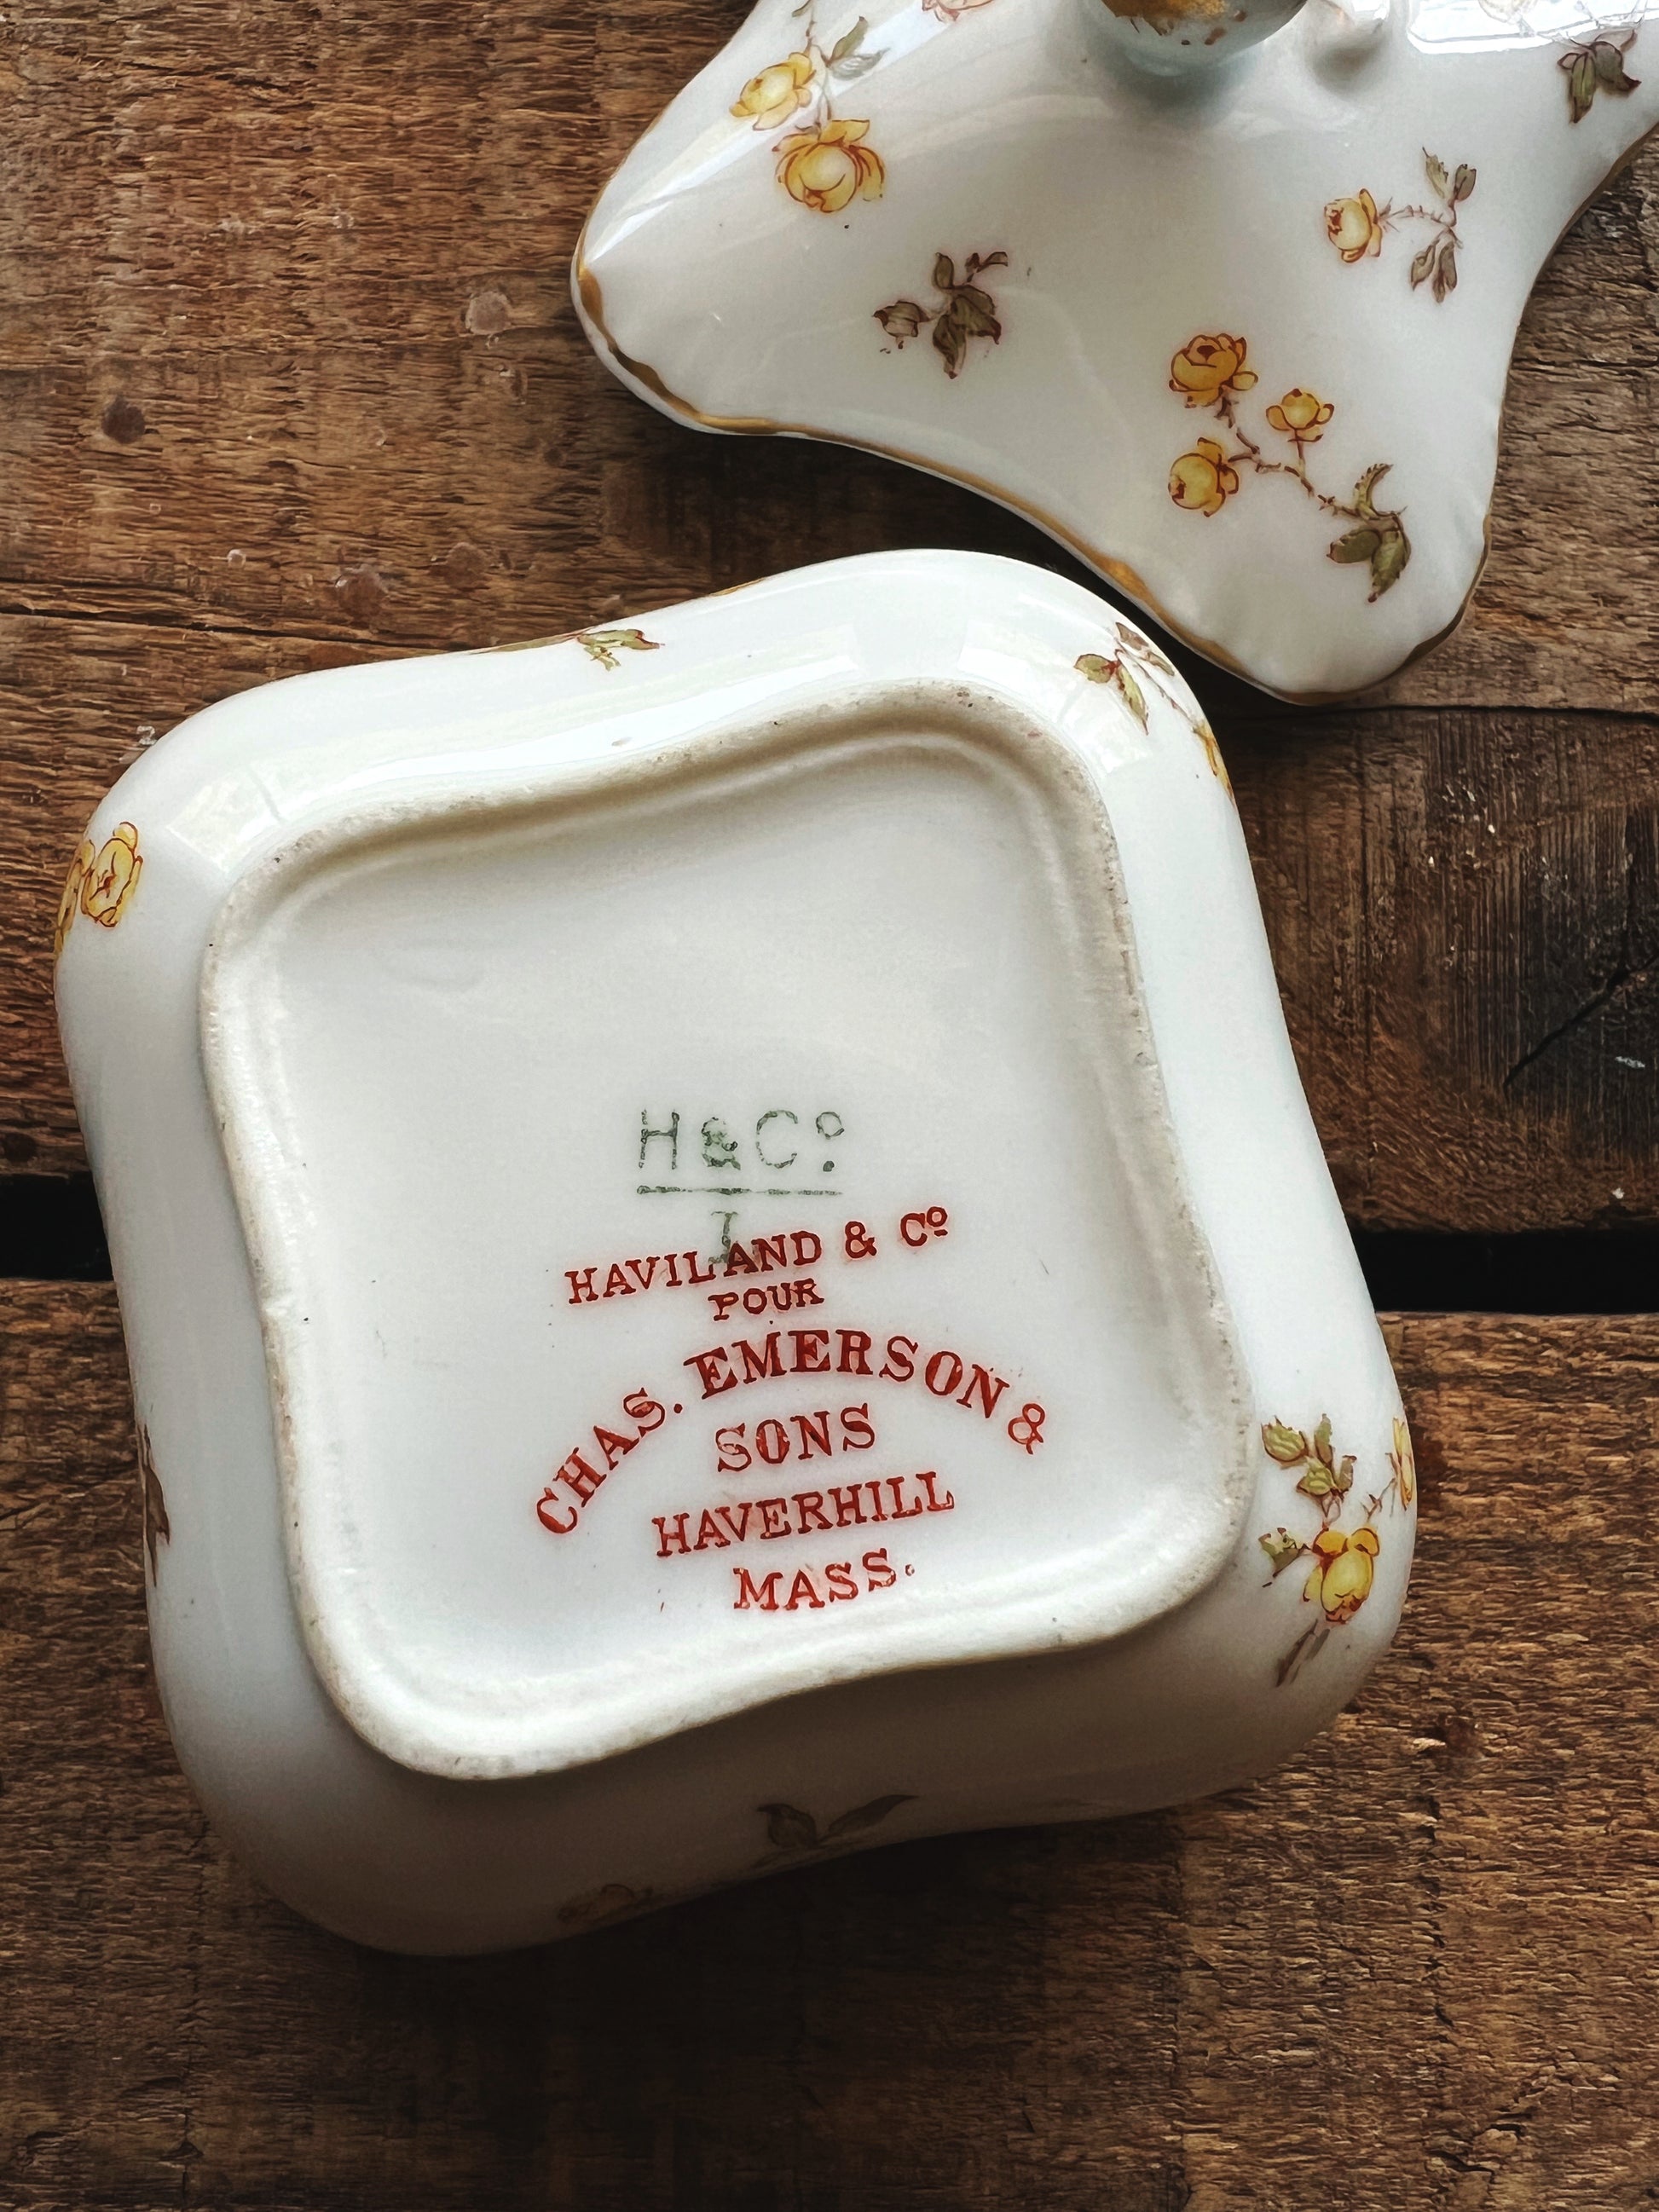 H & Cº
HAVILAND & Cº
POUR
CHAS. EMERSON &
SONS
HAVERHILL
MASS.